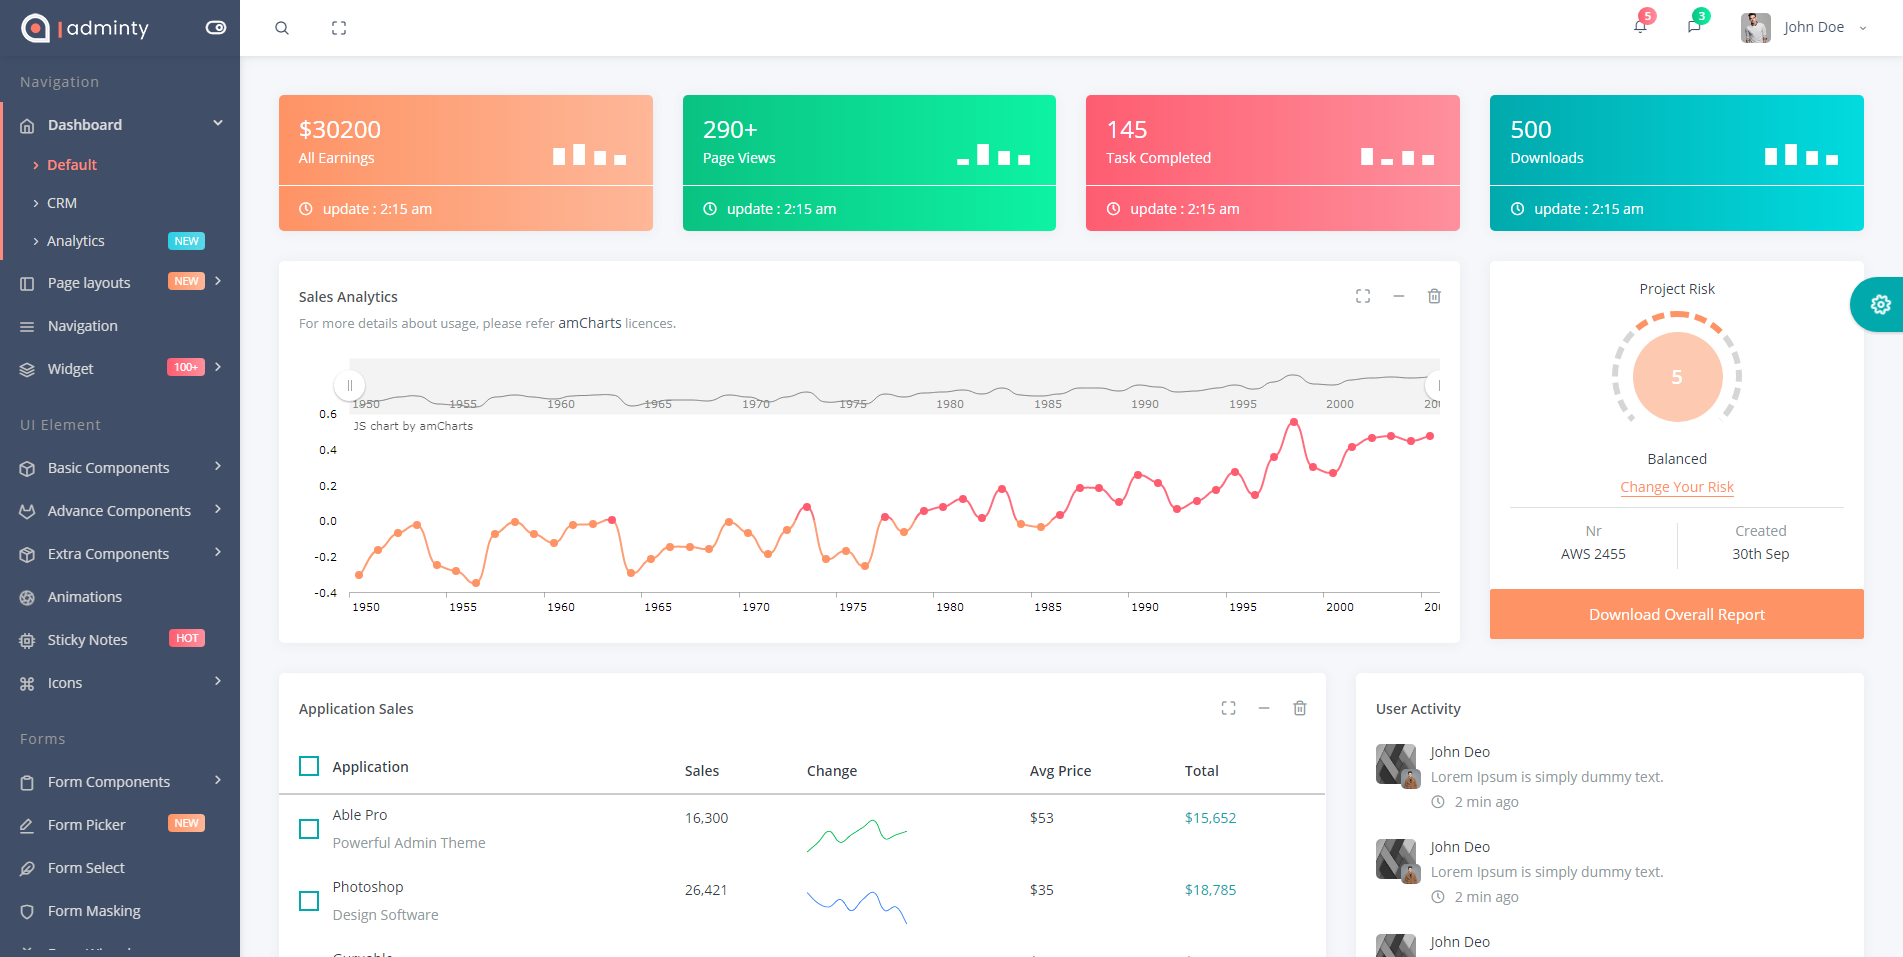 adminty
5
3
John Doe
Navigation
Dashboard
Default
CRM
Analytics NEW
Page layouts NEW
Navigation
Widget 100+
UI Element
Basic Components
Advance Components
Extra Components
Animations
Sticky Notes HOT
Icons
Forms
Form Components
Form Picker NEW
Form Select
Form Masking
$30200
All Earnings
update : 2:15 am
290+
Page Views
update : 2:15 am
145
Task Completed
update : 2:15 am
500
Downloads
update : 2:15 am
Sales Analytics
For more details about usage, please refer amCharts licences.
1950 1955 1960 1965 1970 1975 1980 1985 1990 1995 2000
JS chart by amCharts
0.6
0.4
0.2
0.0
-0.2
-0.4
1950 1955 1960 1965 1970 1975 1980 1985 1990 1995 2000
Project Risk
5
Balanced
Change Your Risk
Nr Created
AWS 2455 30th Sep
Download Overall Report
Application Sales
Application Sales Change Avg Price Total
Able Pro 16,300 $53 $15,652
Powerful Admin Theme
Photoshop 26,421 $35 $18,785
Design Software
User Activity
John Deo
Lorem Ipsum is simply dummy text.
2 min ago
John Deo
Lorem Ipsum is simply dummy text.
2 min ago
John Deo